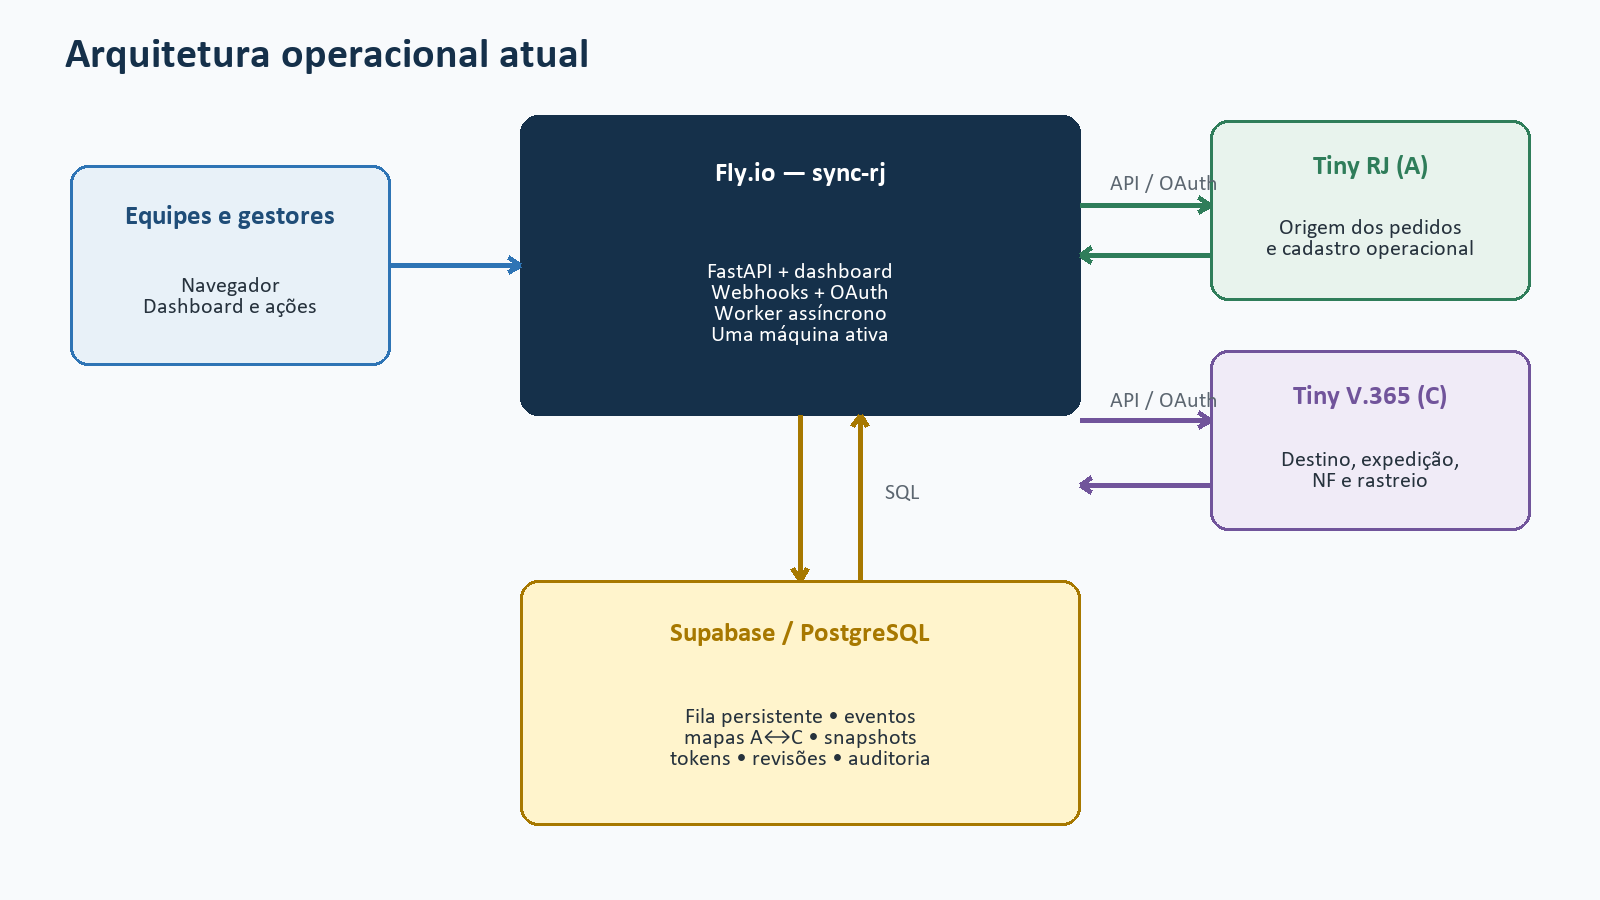 Arquitetura operacional atual
Equipes e gestores
Navegador
Dashboard e ações
Fly.io — sync-rj
FastAPI + dashboard
Webhooks + OAuth
Worker assíncrono
Uma máquina ativa
API / OAuth
Tiny RJ (A)
Origem dos pedidos
e cadastro operacional
API / OAuth
Tiny V.365 (C)
Destino, expedição,
NF e rastreio
SQL
Supabase / PostgreSQL
Fila persistente • eventos
mapas A↔C • snapshots
tokens • revisões • auditoria